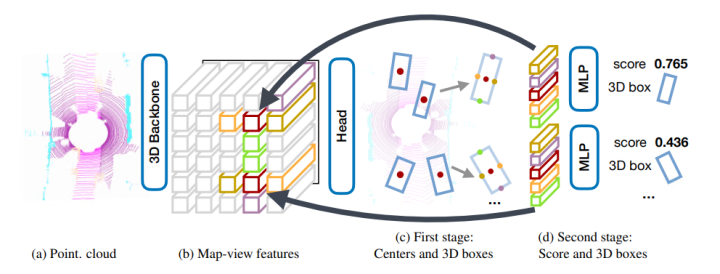 3D Backbone
Head
MLP
score 0.765
3D box
MLP
score 0.436
3D box
...
...
(a) Point. cloud
(b) Map-view features
(c) First stage:
Centers and 3D boxes
(d) Second stage:
Score and 3D boxes